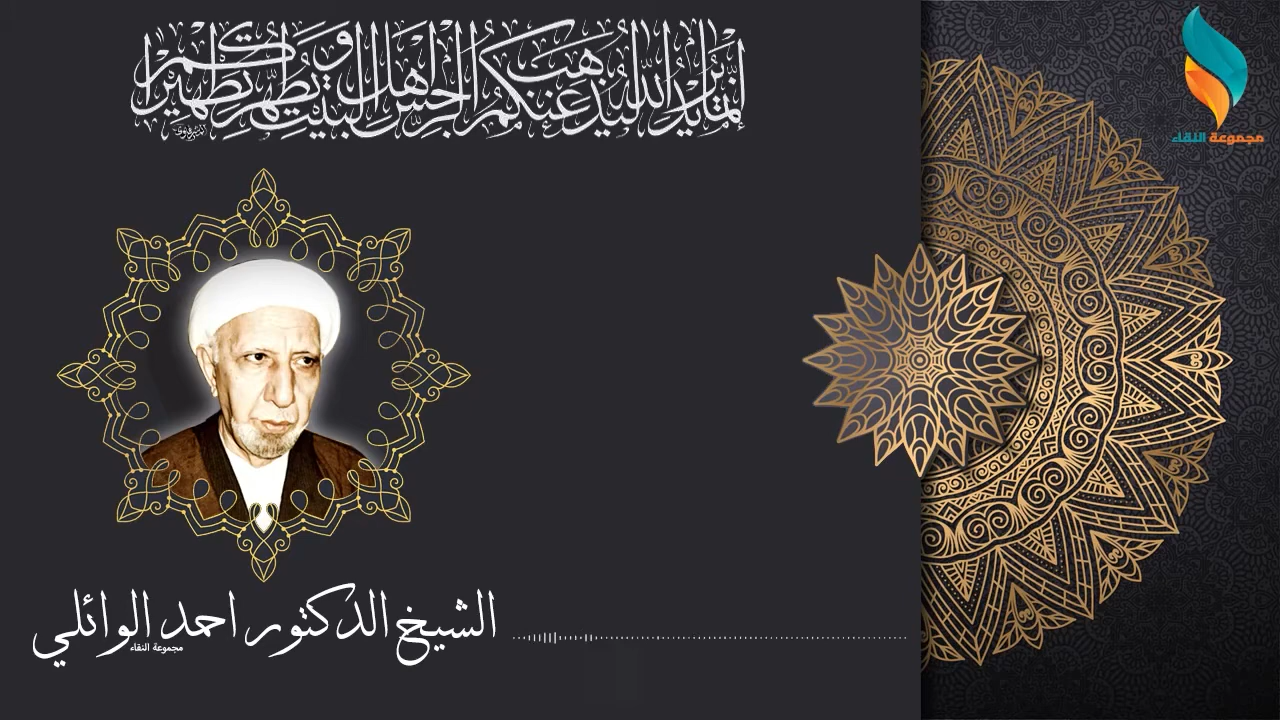 إنما يريد الله ليذهب عنكم الرجس أهل البيت ويطهركم تطهيرا
مجموعة النقاء
الشيخ الدكتور احمد الوائلي
مجموعة النقاء